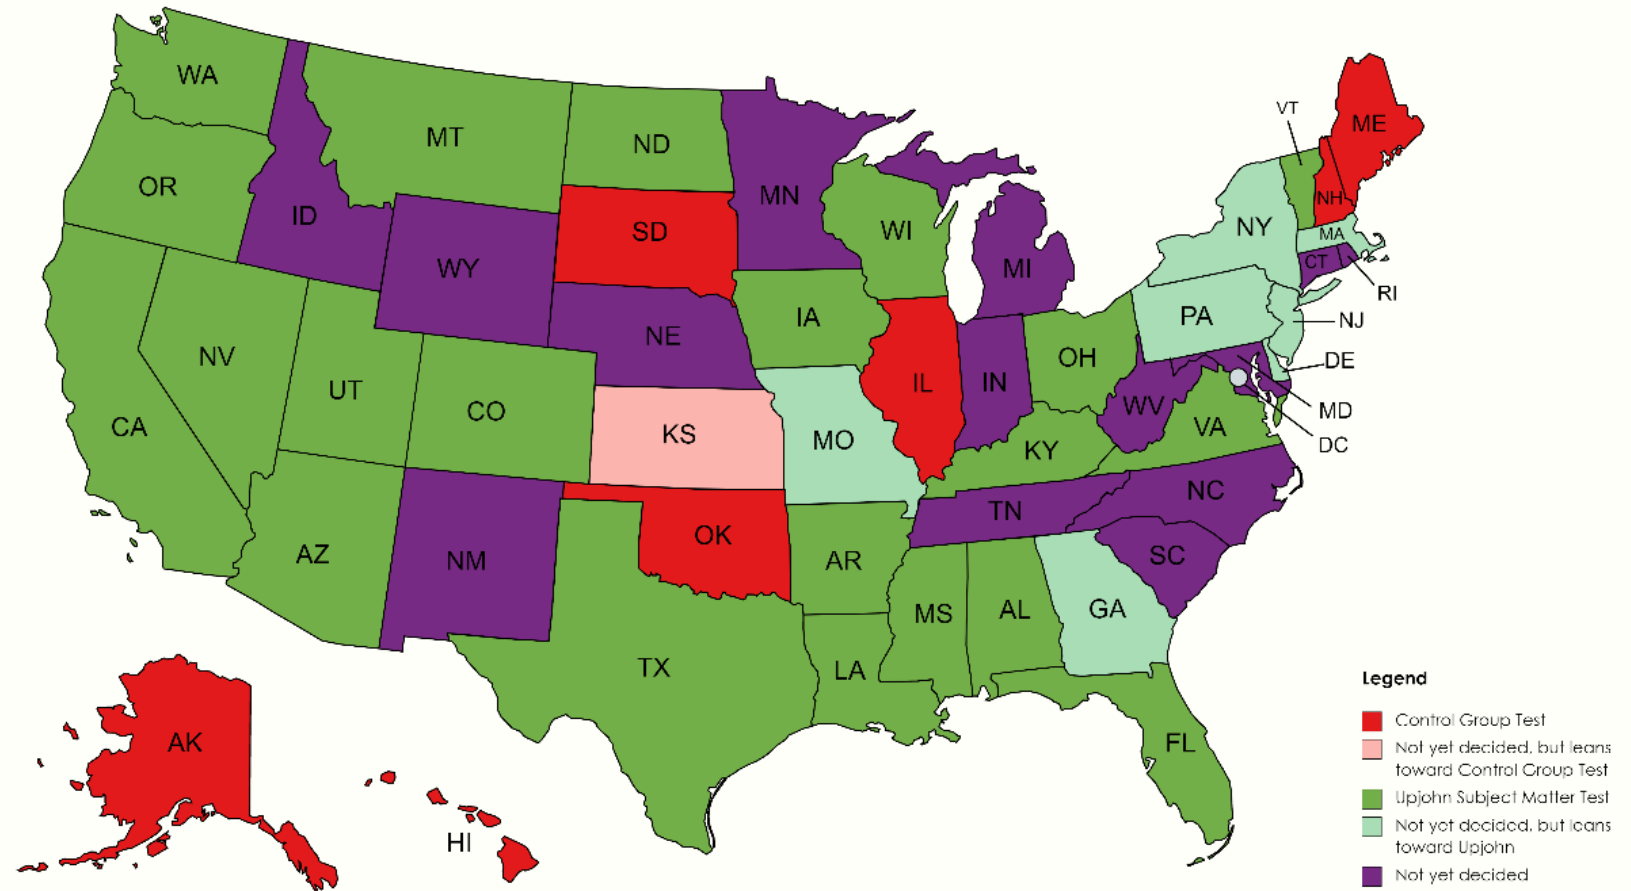 WA
MT
ND
MN
OR
ID
SD
WI
WY
MI
VT
ME
NH
NY
MA
CT
RI
IA
NE
PA
NJ
NV
UT
CO
IL
IN
OH
DE
CA
KS
MO
WV
MD
KY
VA
DC
TN
NC
AZ
NM
OK
AR
SC
MS
AL
GA
TX
LA
FL
AK
HI
Legend
Control Group Test
Not yet decided, but leans
toward Control Group Test
Upjohn Subject Matter Test
Not yet decided, but leans
toward Upjohn
Not yet decided